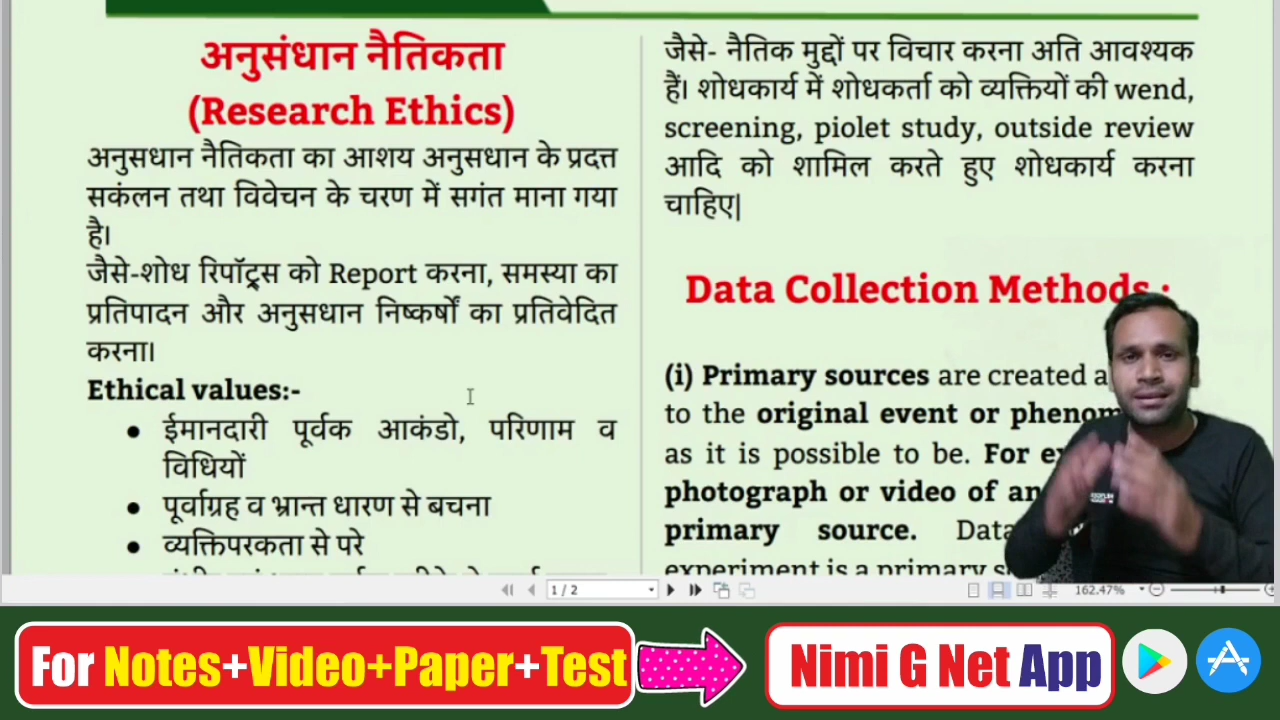 अनुसंधान नैतिकता
(Research Ethics)
अनुसधान नैतिकता का आशय अनुसधान के प्रदत्त
सकंलन तथा विवेचन के चरण में सगंत माना गया
है।
जैसे-शोध रिपॉट्र्स को Report करना, समस्या का
प्रतिपादन और अनुसधान निष्कर्षों का प्रतिवेदित
करना।
Ethical values:-
● ईमानदारी पूर्वक आकंडो, परिणाम व
विधियों
● पूर्वाग्रह व भ्रान्त धारण से बचना
● व्यक्तिपरकता से परे
जैसे- नैतिक मुद्दों पर विचार करना अति आवश्यक
हैं। शोधकार्य में शोधकर्ता को व्यक्तियों की wend,
screening, piolet study, outside review
आदि को शामिल करते हुए शोधकार्य करना
चाहिए|
Data Collection Methods :
(i) Primary sources are created
to the original event or
as it is possible to be. For
photograph or video of
primary source. Data
experiment is a primary
1 / 2
162.47%
For Notes+Video+Paper+Test
Nimi G Net App